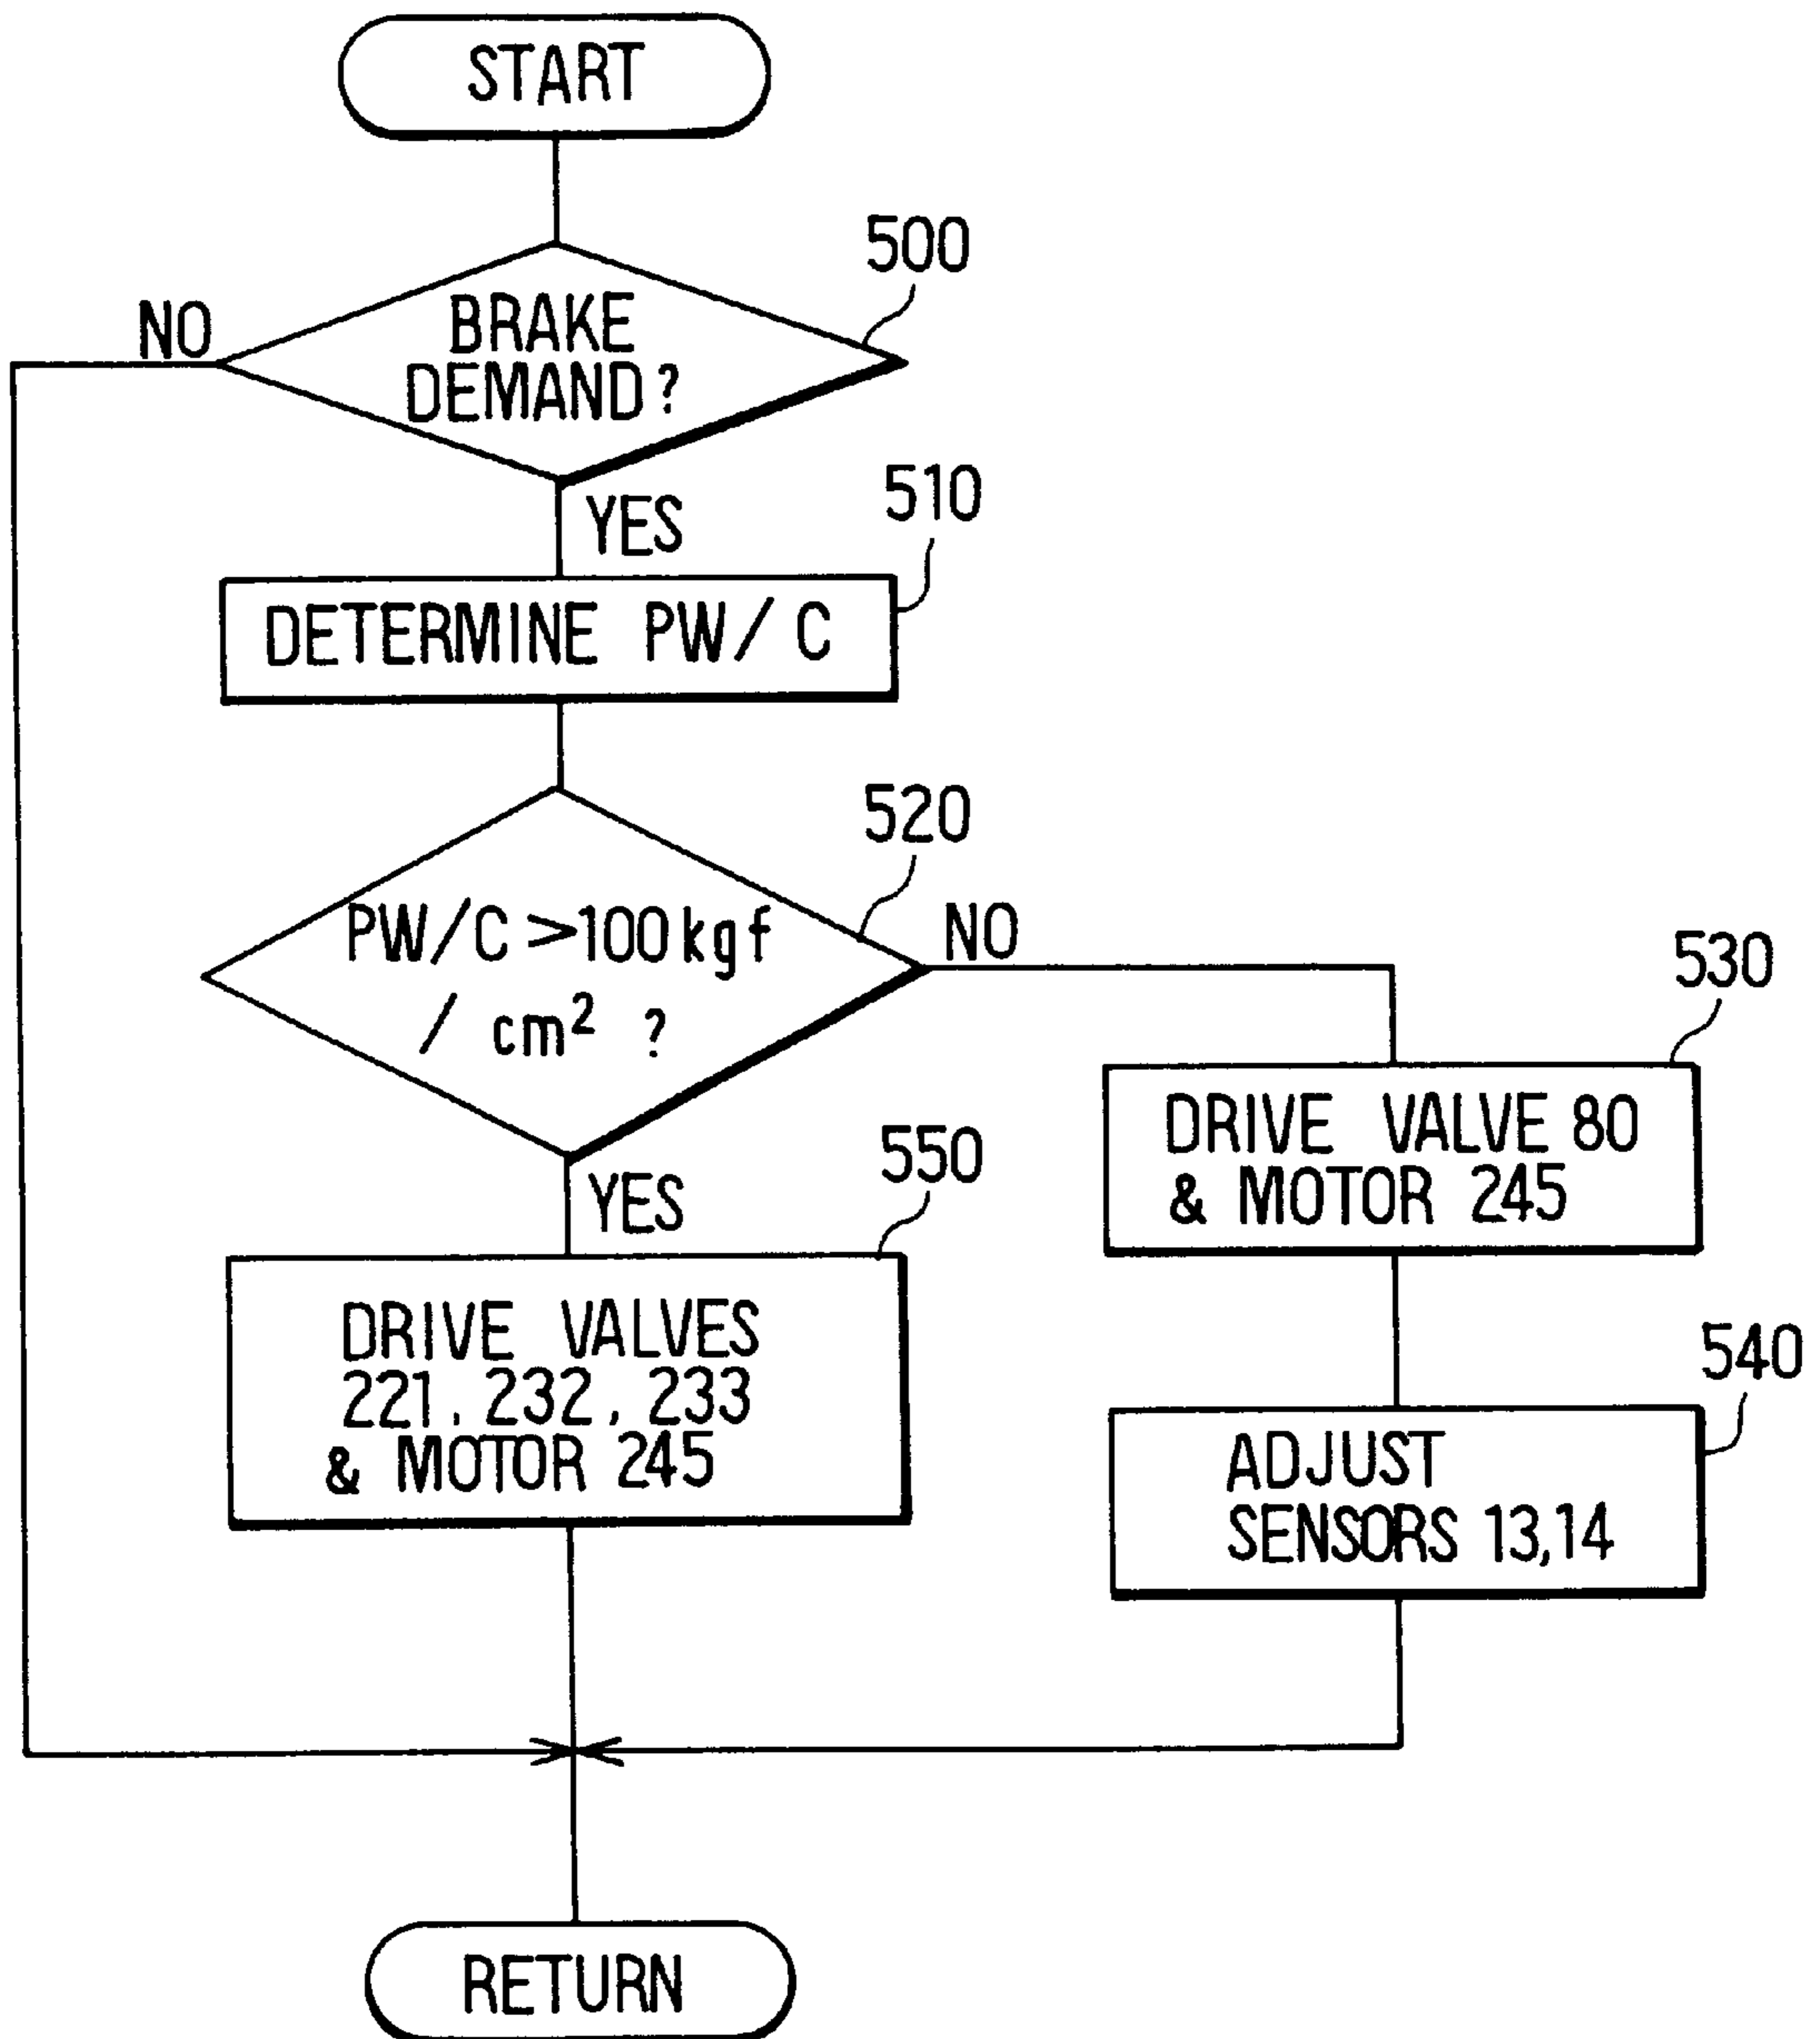 START
500
NO
BRAKE
DEMAND?
YES
510
DETERMINE PW/C
520
PW/C>100kgf
/ cm² ?
NO
530
DRIVE VALVE 80
& MOTOR 245
YES
550
DRIVE VALVES
221, 232, 233
& MOTOR 245
540
ADJUST
SENSORS 13,14
RETURN